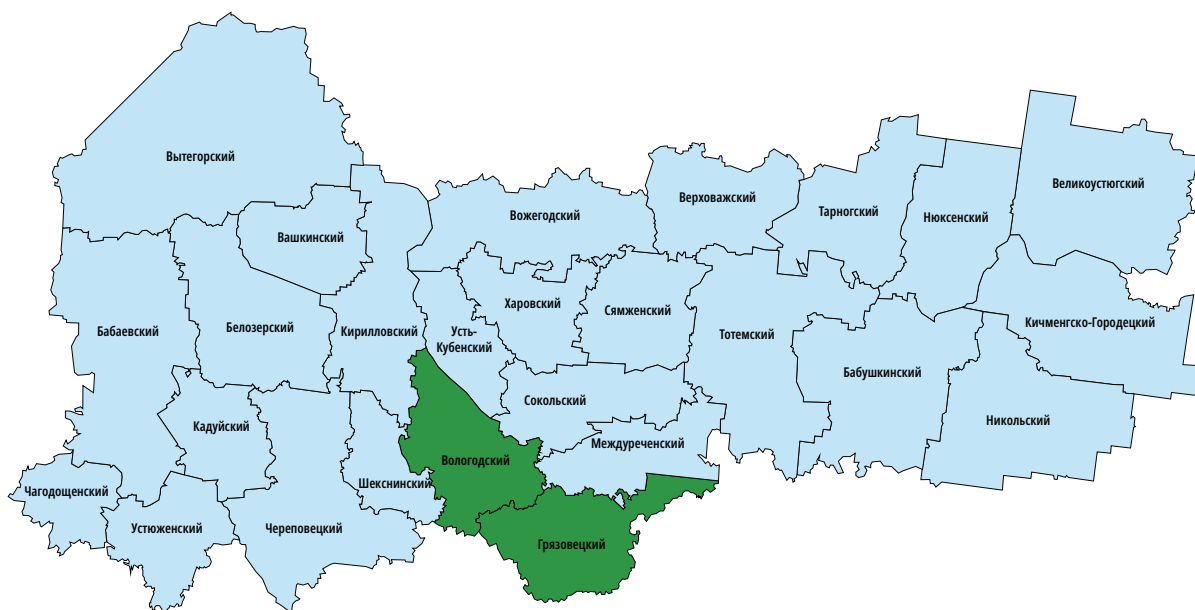 Вытегорский
Великоустюгский
Верховажский
Тарногский
Вожегодский
Нюксенский
Вашкинский
Харовский
Сямженский
Кичменгско-Городецкий
Бабаевский
Белозерский
Кирилловский
Усть-
Кубенский
Тотемский
Бабушкинский
Сокольский
Никольский
Кадуйский
Междуреченский
Вологодский
Чагодощенский
Шекснинский
Устюженский
Череповецкий
Грязовецкий